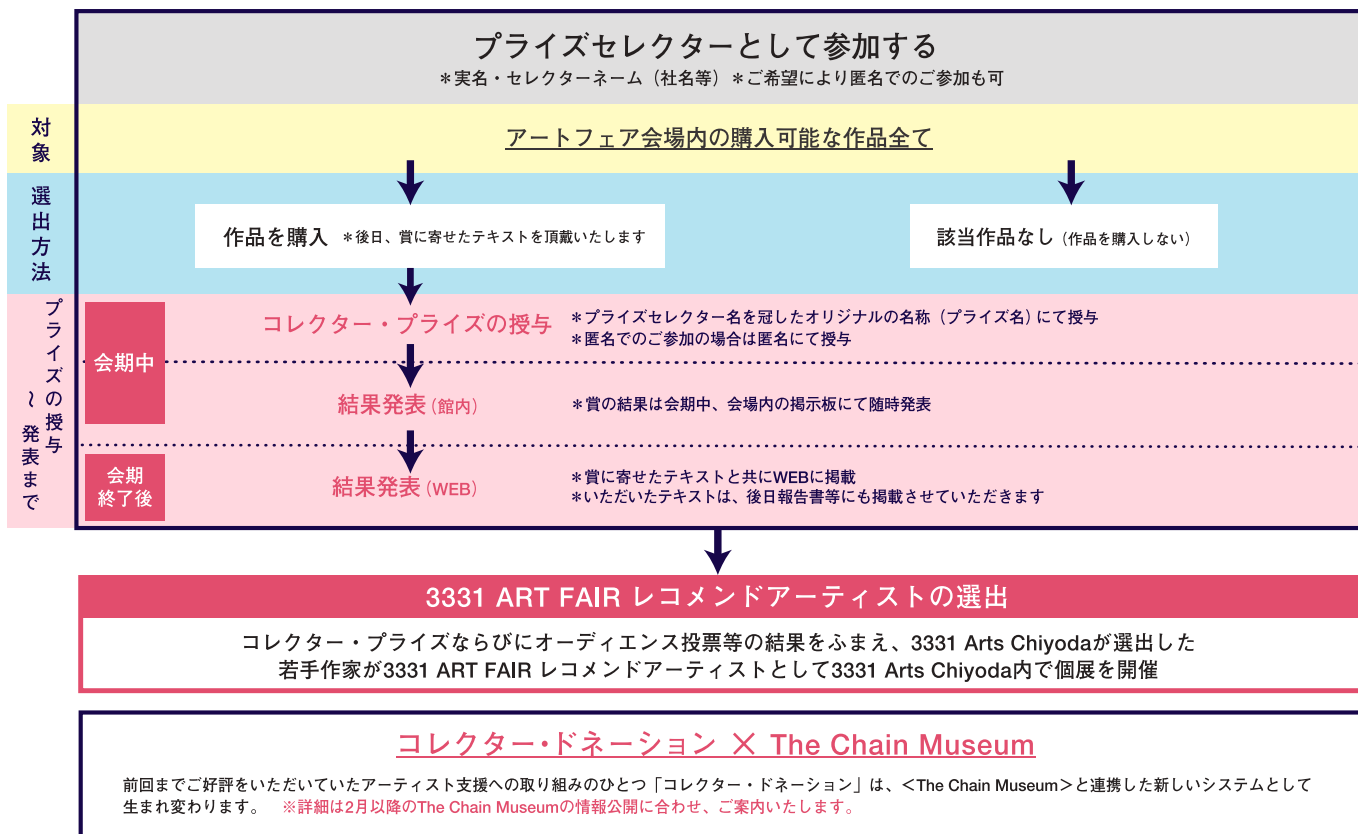 プライズセレクターとして参加する
＊実名・セレクターネーム（社名等）＊ご希望により匿名でのご参加も可
対象
アートフェア会場内の購入可能な作品全て
選出方法
作品を購入 ＊後日、賞に寄せたテキストを頂戴いたします
該当作品なし（作品を購入しない）
プライズの授与
～発表まで
会期中
コレクター・プライズの授与
＊プライズセレクター名を冠したオリジナルの名称（プライズ名）にて授与
＊匿名でのご参加の場合は匿名にて授与
結果発表（館内）
＊賞の結果は会期中、会場内の掲示板にて随時発表
会期
終了後
結果発表（WEB）
＊賞に寄せたテキストと共にWEBに掲載
＊いただいたテキストは、後日報告書等にも掲載させていただきます
3331 ART FAIR レコメンドアーティストの選出
コレクター・プライズならびにオーディエンス投票等の結果をふまえ、3331 Arts Chiyodaが選出した
若手作家が3331 ART FAIR レコメンドアーティストとして3331 Arts Chiyoda内で個展を開催
コレクター・ドネーション × The Chain Museum
前回までご好評をいただいていたアーティスト支援への取り組みのひとつ「コレクター・ドネーション」は、＜The Chain Museum＞と連携した新しいシステムとして
生まれ変わります。 ※詳細は2月以降のThe Chain Museumの情報公開に合わせ、ご案内いたします。